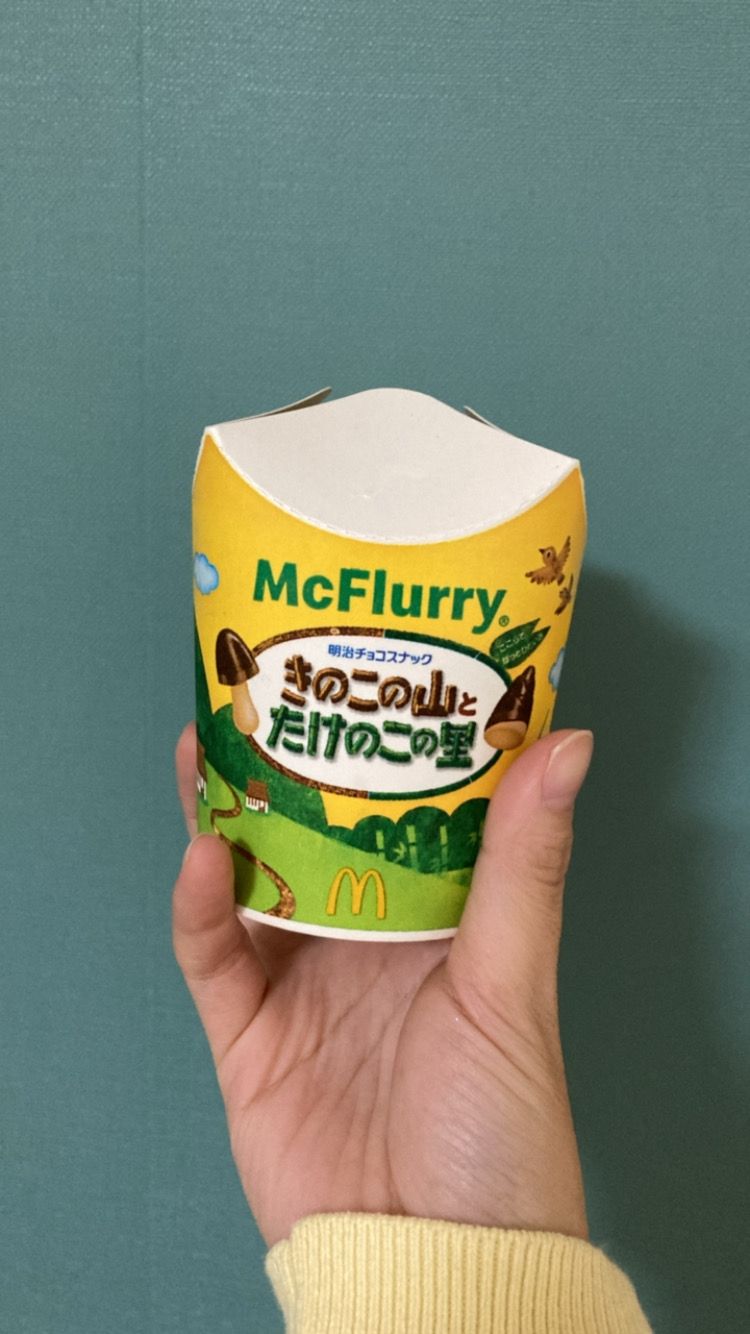 McFlurry®
明治チョコスナック
きのこの山と
たけのこの里